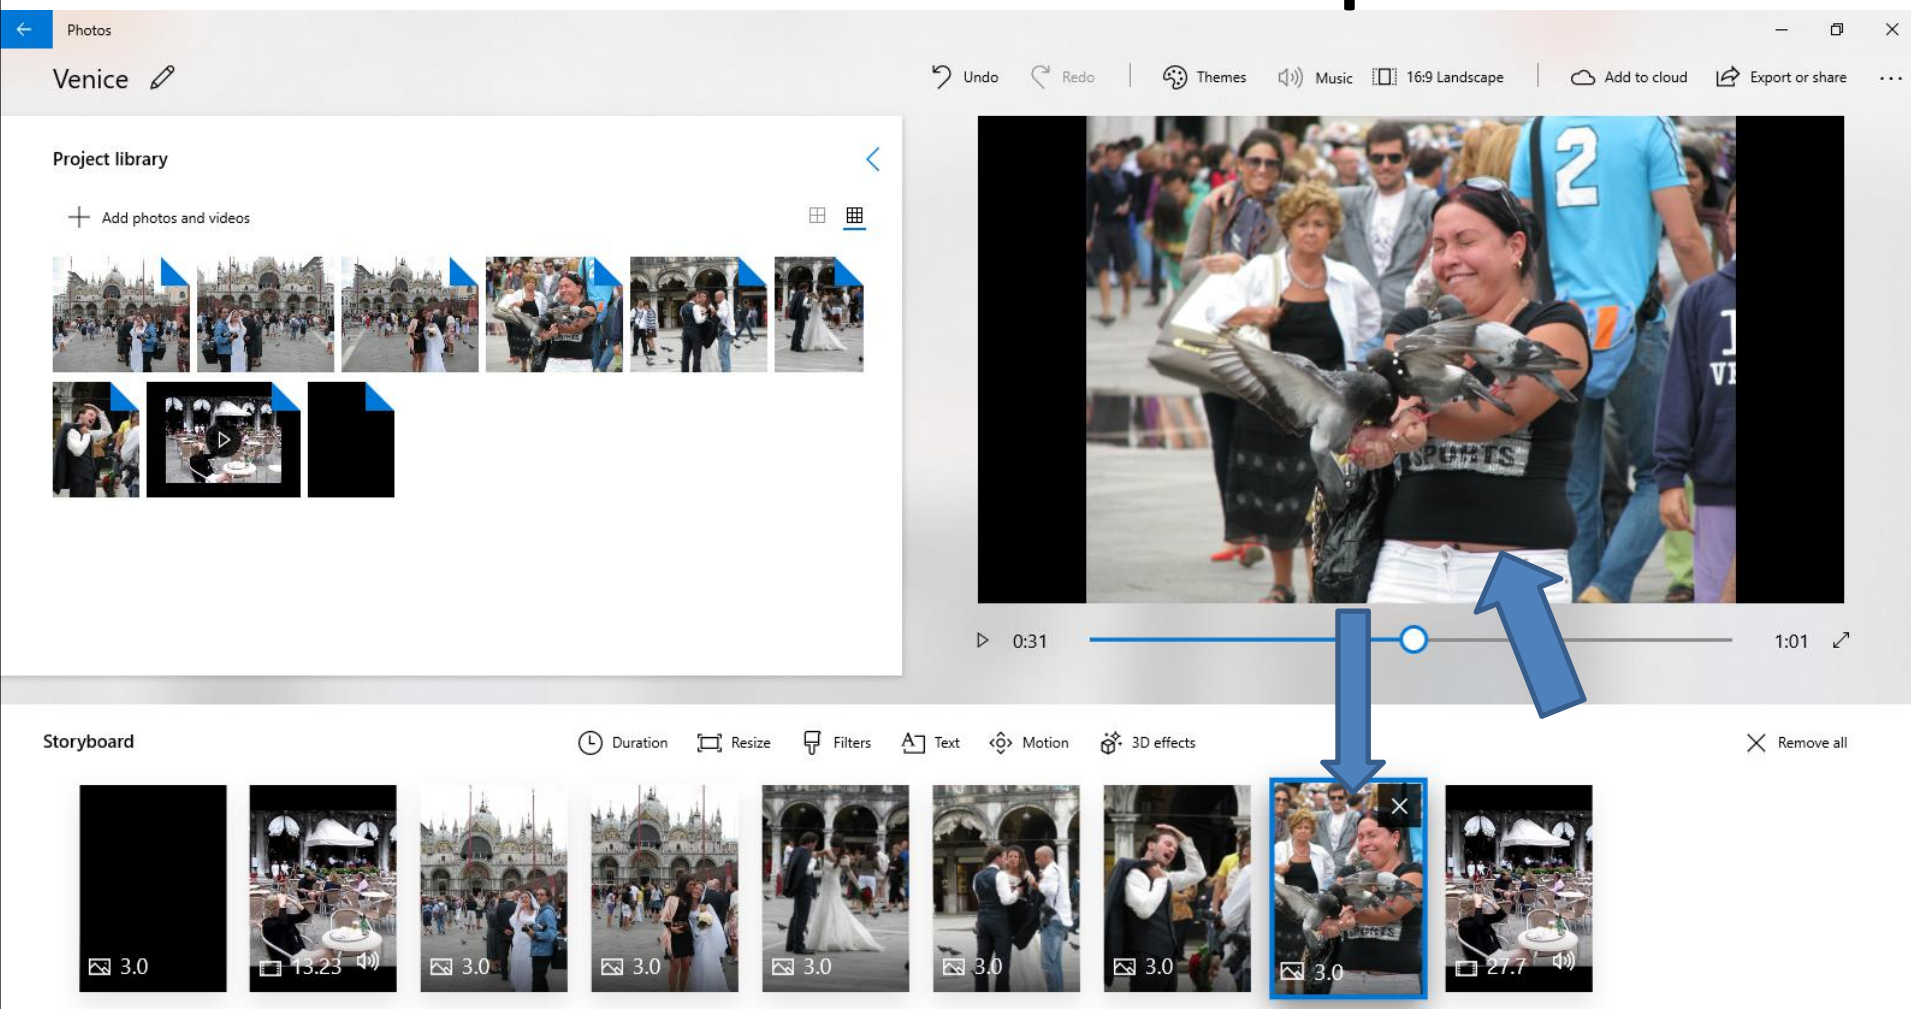 Photos
Venice
Undo
Redo
Themes
Music
16:9 Landscape
Add to cloud
Export or share
...
Project library
Add photos and videos
2
SPORTS
VE
0:31
1:01
Storyboard
Duration
Resize
Filters
Text
Motion
3D effects
Remove all
3.0
13.23
3.0
3.0
3.0
3.0
3.0
3.0
27.7